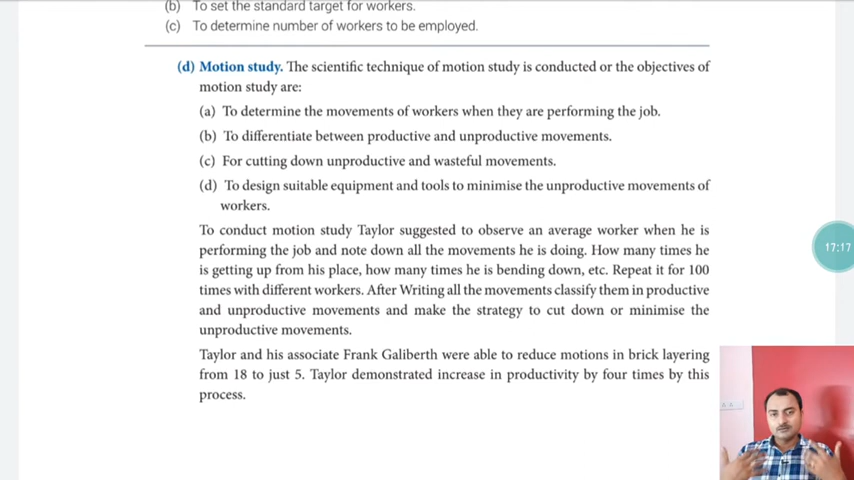 (b) To set the standard target for workers.
(c) To determine number of workers to be employed.
(d) Motion study. The scientific technique of motion study is conducted or the objectives of
motion study are:
(a) To determine the movements of workers when they are performing the job.
(b) To differentiate between productive and unproductive movements.
(c) For cutting down unproductive and wasteful movements.
(d) To design suitable equipment and tools to minimise the unproductive movements of
workers.
To conduct motion study Taylor suggested to observe an average worker when he is
performing the job and note down all the movements he is doing. How many times he
is getting up from his place, how many times he is bending down, etc. Repeat it for 100
times with different workers. After Writing all the movements classify them in productive
and unproductive movements and make the strategy to cut down or minimise the
unproductive movements.
Taylor and his associate Frank Galiberth were able to reduce motions in brick layering
from 18 to just 5. Taylor demonstrated increase in productivity by four times by this
process.
17:17